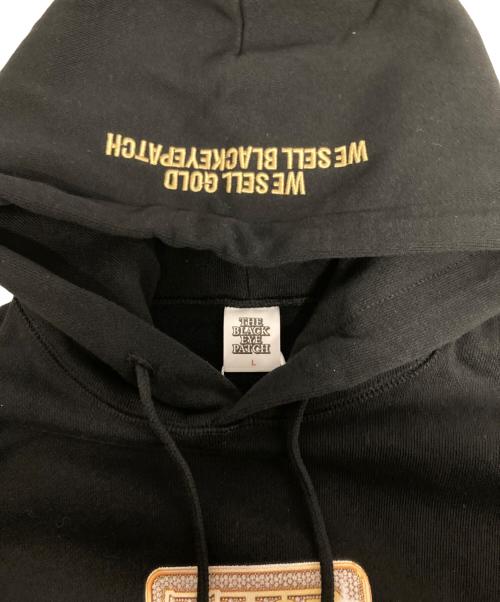 WE SELL GOLD
WE SELL BLACKEYEPATCH
THE
BLACK
EYE
PATCH
L